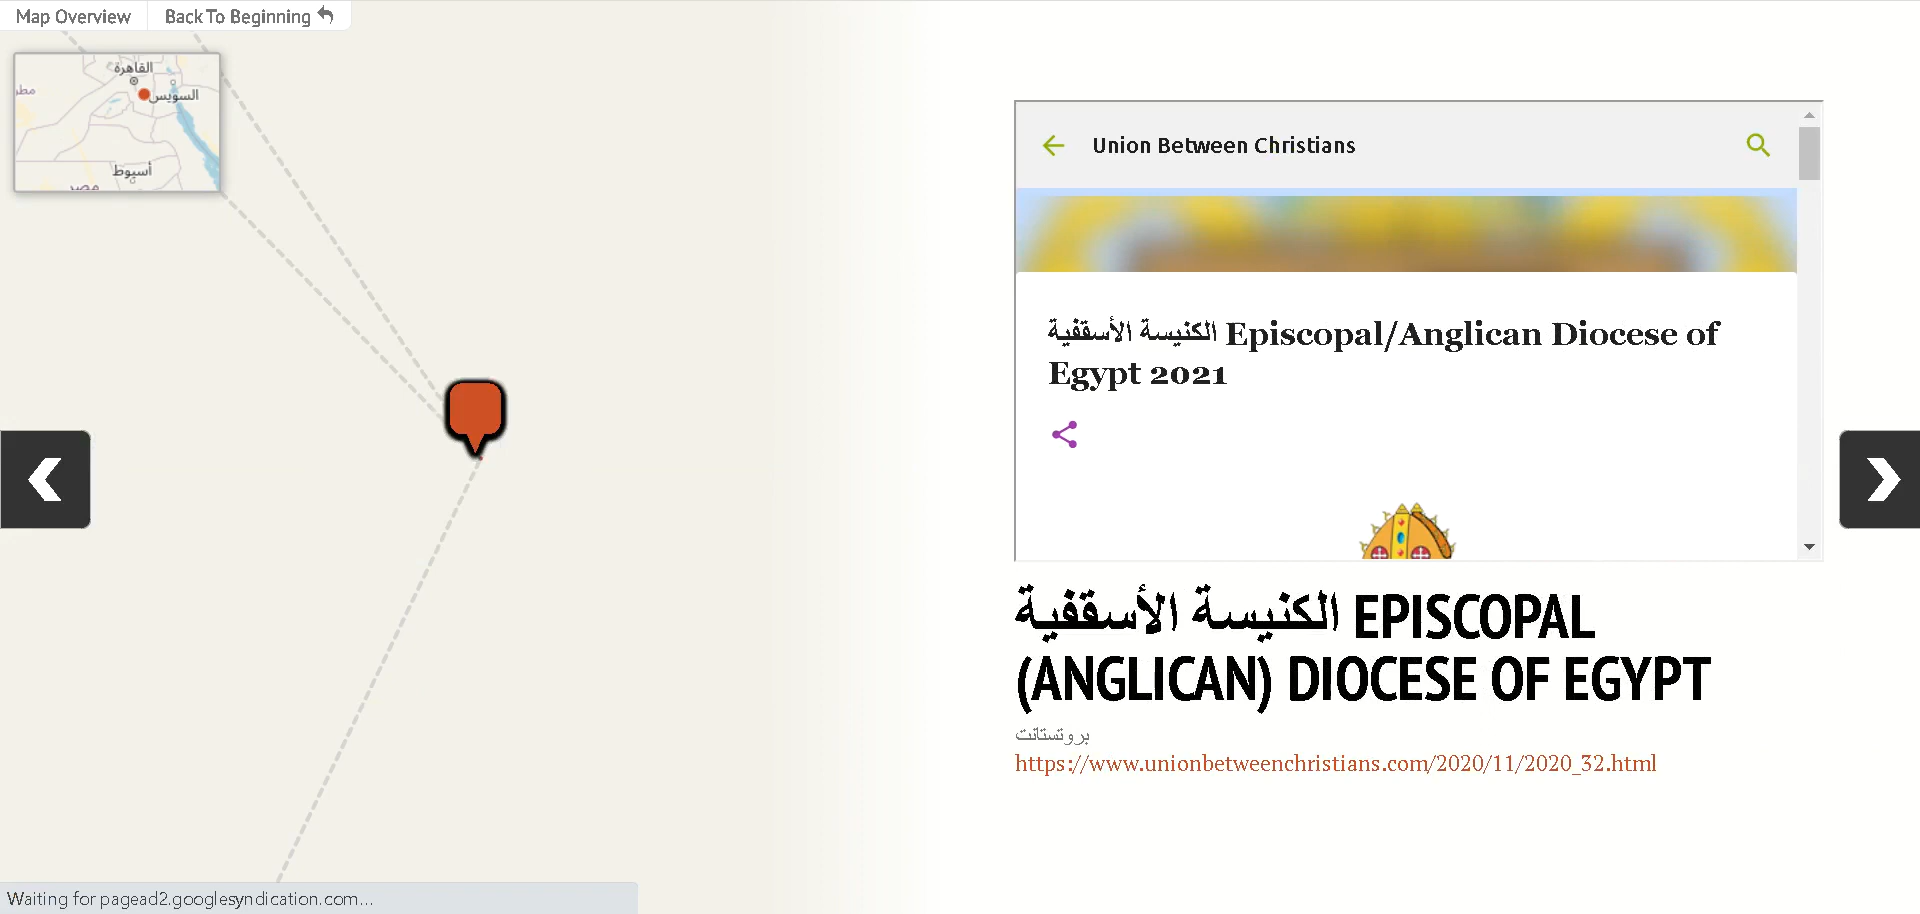 Map Overview
Back To Beginning
القاهرة
مطر
السويس
أسيوط
مصر
Union Between Christians
الكنيسة الأسقفية Episcopal/Anglican Diocese of
Egypt 2021
الكنيسة الأسقفية EPISCOPAL
(ANGLICAN) DIOCESE OF EGYPT
بروتستانت
https://www.unionbetweenchristians.com/2020/11/2020_32.html
Waiting for pagead2.googlesyndication.com...